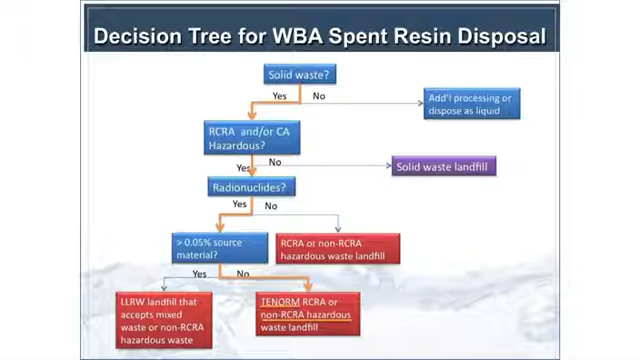 Decision Tree for WBA Spent Resin Disposal
Solid waste?
Yes
No
Add'l processing or
dispose as liquid
RCRA and/or CA
Hazardous?
Yes
No
Solid waste landfill
Radionuclides?
Yes
No
> 0.05% source
material?
RCRA or non-RCRA
hazardous waste landfill
Yes
No
LLRW landfill that
accepts mixed
waste or non-RCRA
hazardous waste
TENORM RCRA or
non-RCRA hazardous
waste landfill